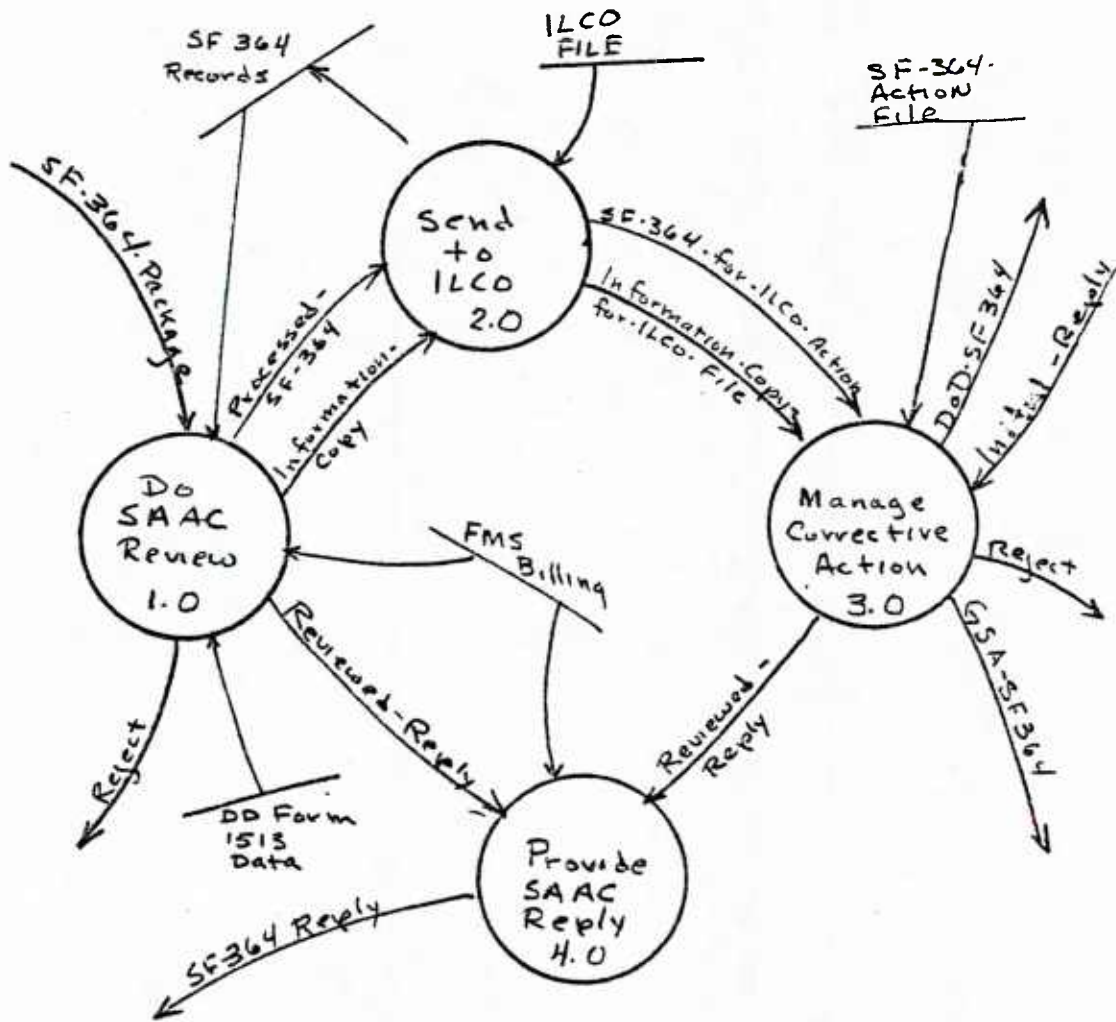 SF 364
Records
ILCO
FILE
SF-364-
Action
File
SF-364-Package
Send
to
ILCO
2.0
SF-364-for-ILCO-Action
Information-Copy
for-ILCO-File
Processed-
SF-364
Information-
Copy
DoD-SF-364
Initial-Reply
Do
SAAC
Review
1.0
FMS
Billing
Manage
Corrective
Action
3.0
Reject
GSA-SF364
Reviewed-Reply
Reviewed-
Reply
Reject
DD Form
1513
Data
Provide
SAAC
Reply
4.0
SF364 Reply